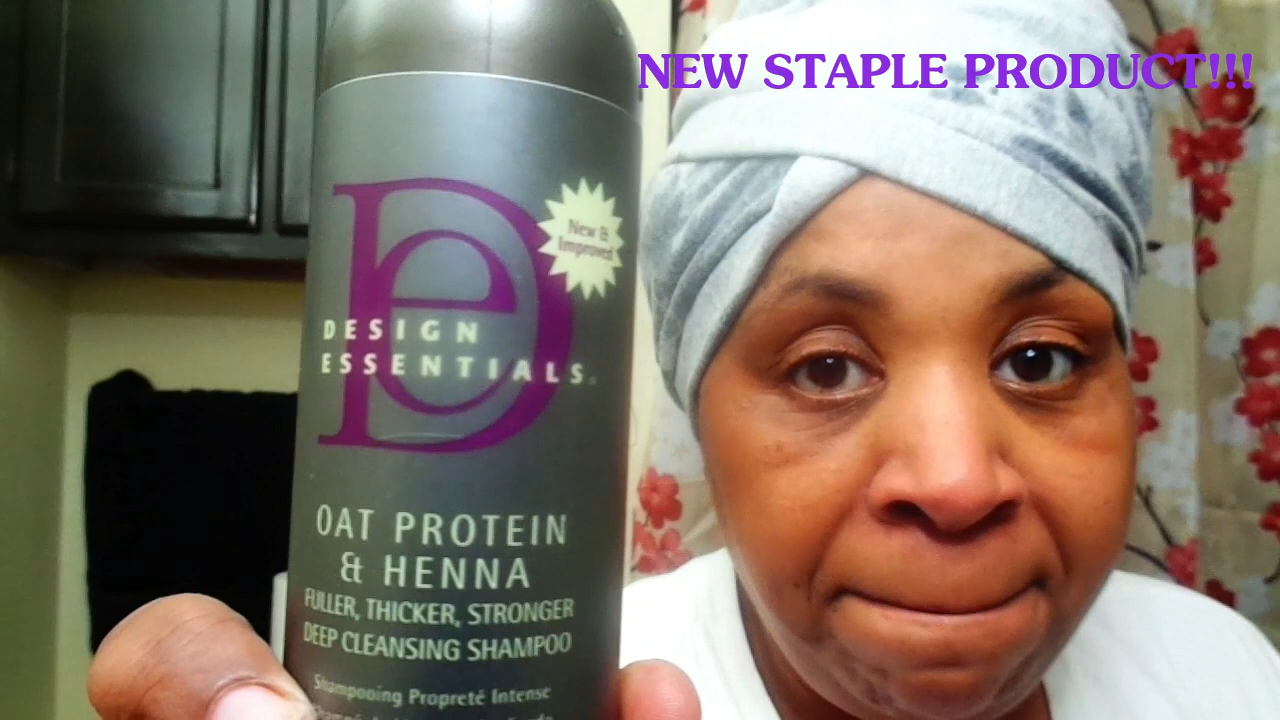 NEW STAPLE PRODUCT!!!
De
New &
Improved
DESIGN
ESSENTIALS.
OAT PROTEIN
& HENNA
FULLER, THICKER, STRONGER
DEEP CLEANSING SHAMPOO
Shampooing Propreté Intense